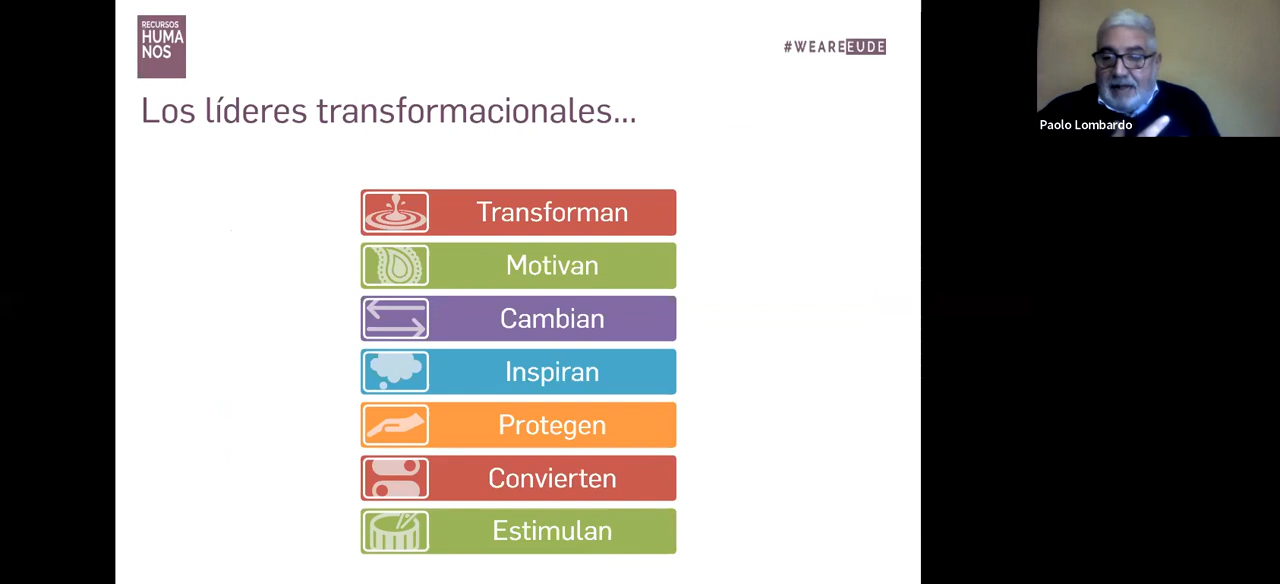 RECURSOS
HUMA
NOS
#WEAREEUDE
Los líderes transformacionales...
Transforman
Motivan
Cambian
Inspiran
Protegen
Convierten
Estimulan
Paolo Lombardo